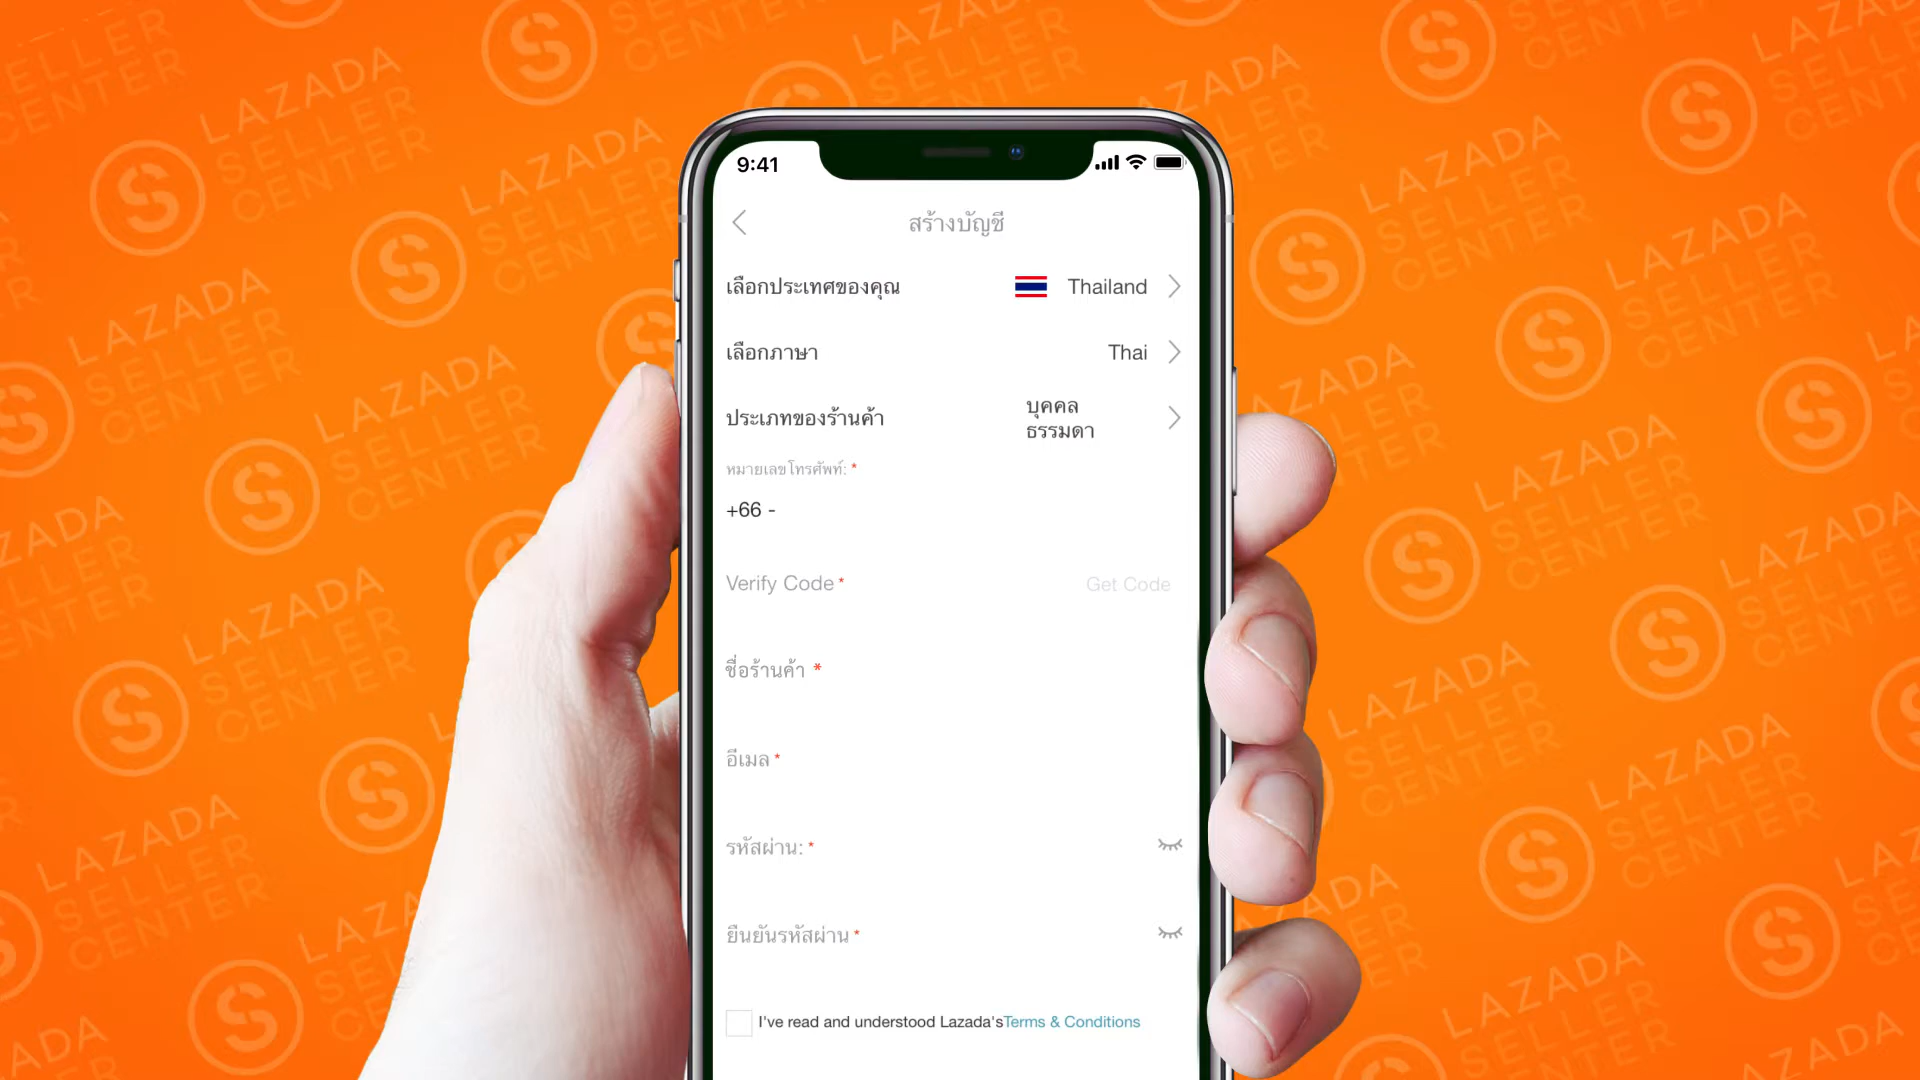 LAZADA
SELLER
CENTER
9:41
สร้างบัญชี
เลือกประเทศของคุณ Thailand
เลือกภาษา Thai
ประเภทของร้านค้า บุคคล
ธรรมดา
หมายเลขโทรศัพท์: *
+66 -
Verify Code * Get Code
ชื่อร้านค้า *
อีเมล *
รหัสผ่าน: *
ยืนยันรหัสผ่าน *
I've read and understood Lazada'sTerms & Conditions